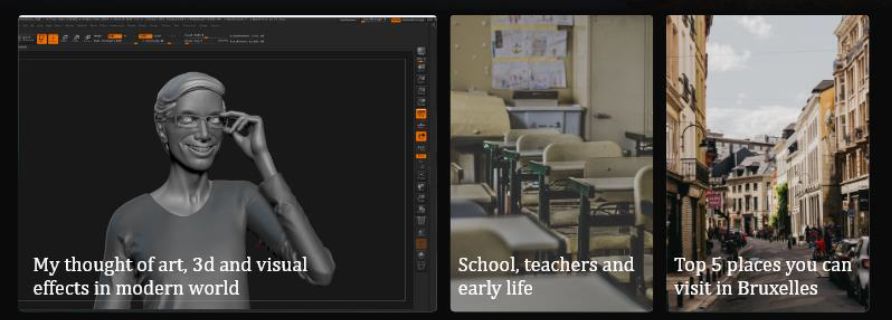 My thought of art, 3d and visual
effects in modern world
School, teachers and
early life
Top 5 places you can
visit in Bruxelles